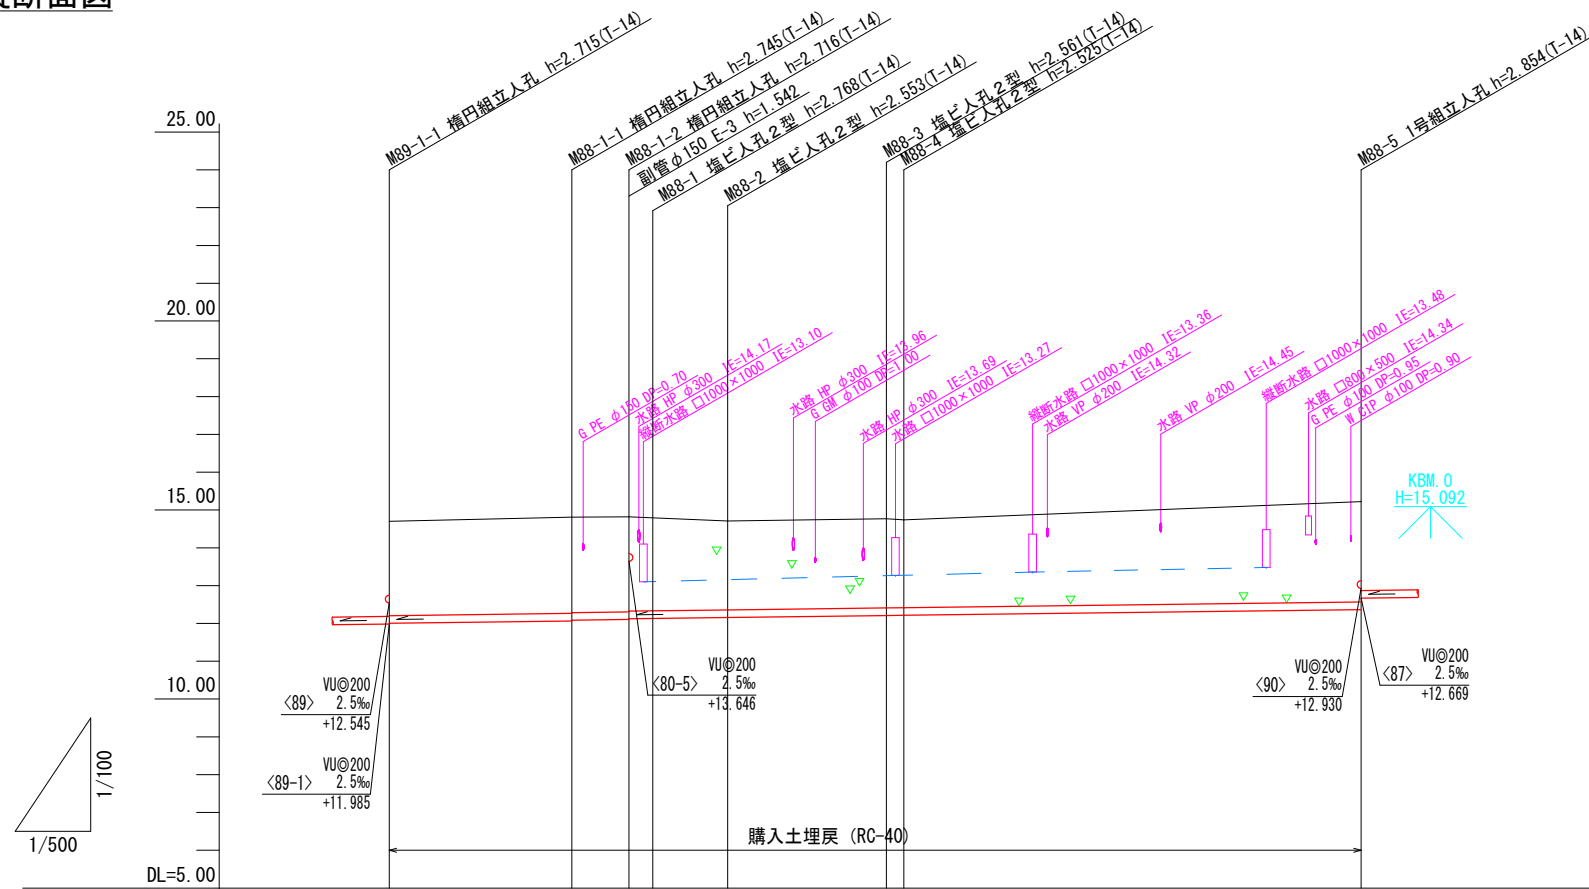 縦断面図
M89-1-1 楕円組立人孔 h=2.715(T-14)
M88-1-1 楕円組立人孔 h=2.745(T-14)
M88-1-2 楕円組立人孔 h=2.716(T-14)
副管φ150 E-3 h=1.542
M88-1 塩ビ人孔2型 h=2.768(T-14)
M88-2 塩ビ人孔2型 h=2.553(T-14)
M88-3 塩ビ人孔2型 h=2.561(T-14)
M88-4 塩ビ人孔2型 h=2.525(T-14)
M88-5 1号組立人孔 h=2.854(T-14)
25.00
20.00
15.00
10.00
DL=5.00
G PE φ150 DP=0.70
水路 HP φ300 IE=14.17
縦断水路 □1000×1000 IE=13.10
水路 HP φ300 IE=13.96
G GM φ100 DP=1.00
水路 HP φ300 IE=13.69
水路 □1000×1000 IE=13.27
縦断水路 □1000×1000 IE=13.36
水路 VP φ200 IE=14.32
水路 VP φ200 IE=14.45
縦断水路 □1000×1000 IE=13.48
水路 □800×500 IE=14.34
G PE φ100 DP=0.95
W CIP φ100 DP=0.90
KBM.0
H=15.092
〈89〉 VU◎200
2.5‰
+12.545
〈89-1〉 VU◎200
2.5‰
+11.985
〈80-5〉 VU◎200
2.5‰
+13.646
〈90〉 VU◎200
2.5‰
+12.930
〈87〉 VU◎200
2.5‰
+12.669
1/100
1/500
購入土埋戻 (RC-40)